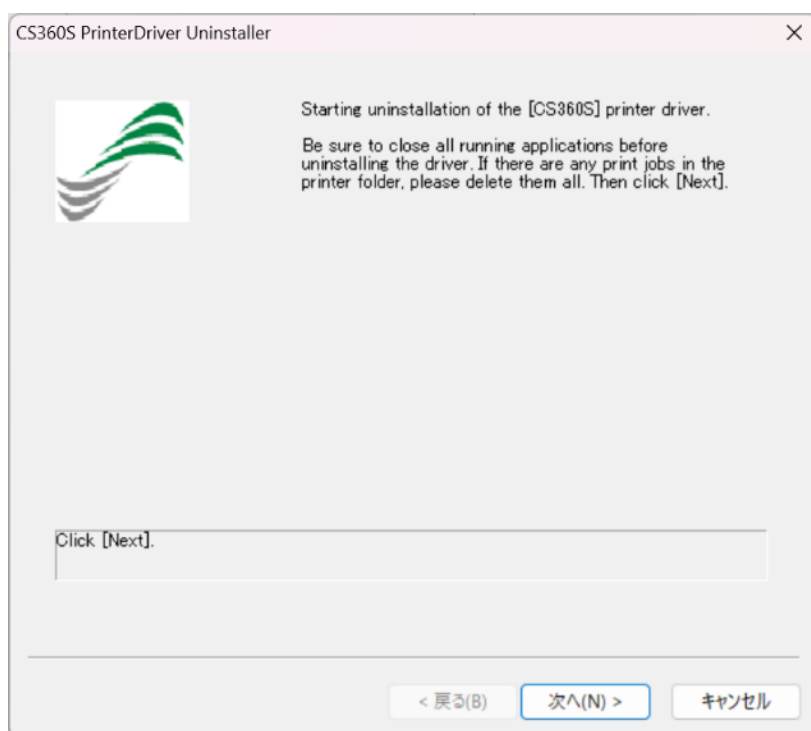 CS360S PrinterDriver Uninstaller
Starting uninstallation of the [CS360S] printer driver.
Be sure to close all running applications before
uninstalling the driver. If there are any print jobs in the
printer folder, please delete them all. Then click [Next].
Click [Next].
< 戻る(B) 次へ(N) > キャンセル